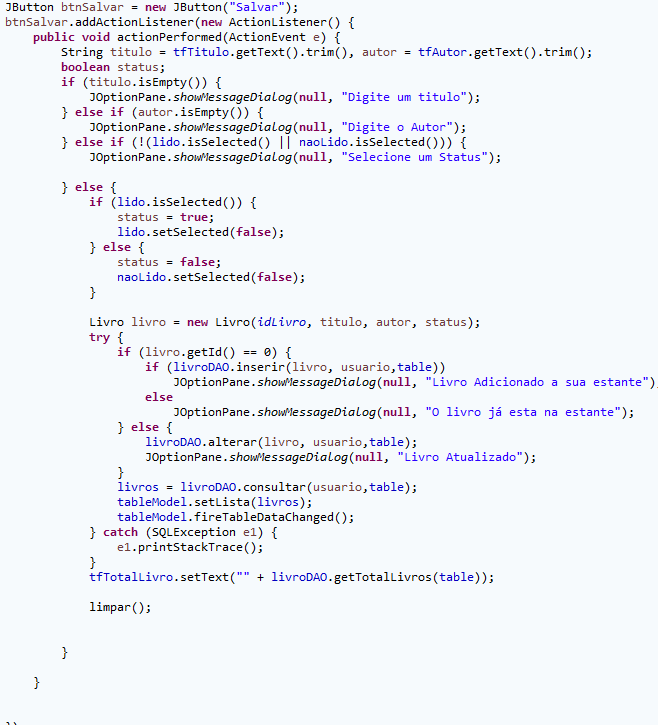 JButton btnSalvar = new JButton("Salvar");
btnSalvar.addActionListener(new ActionListener() {
    public void actionPerformed(ActionEvent e) {
        String titulo = tfTitulo.getText().trim(), autor = tfAutor.getText().trim();
        boolean status;
        if (titulo.isEmpty()) {
            JOptionPane.showMessageDialog(null, "Digite um titulo");
        } else if (autor.isEmpty()) {
            JOptionPane.showMessageDialog(null, "Digite o Autor");
        } else if (!(lido.isSelected() || naoLido.isSelected())) {
            JOptionPane.showMessageDialog(null, "Selecione um Status");
        } else {
            if (lido.isSelected()) {
                status = true;
                lido.setSelected(false);
            } else {
                status = false;
                naoLido.setSelected(false);
            }
            Livro livro = new Livro(idLivro, titulo, autor, status);
            try {
                if (livro.getId() == 0) {
                    if (livroDAO.inserir(livro, usuario,table))
                        JOptionPane.showMessageDialog(null, "Livro Adicionado a sua estante");
                    else
                        JOptionPane.showMessageDialog(null, "O livro já esta na estante");
                } else {
                    livroDAO.alterar(livro, usuario,table);
                    JOptionPane.showMessageDialog(null, "Livro Atualizado");
                }
                livros = livroDAO.consultar(usuario,table);
                tableModel.setLista(livros);
                tableModel.fireTableDataChanged();
            } catch (SQLException e1) {
                e1.printStackTrace();
            }
            tfTotalLivro.setText("" + livroDAO.getTotalLivros(table));
            limpar();
        }
    }